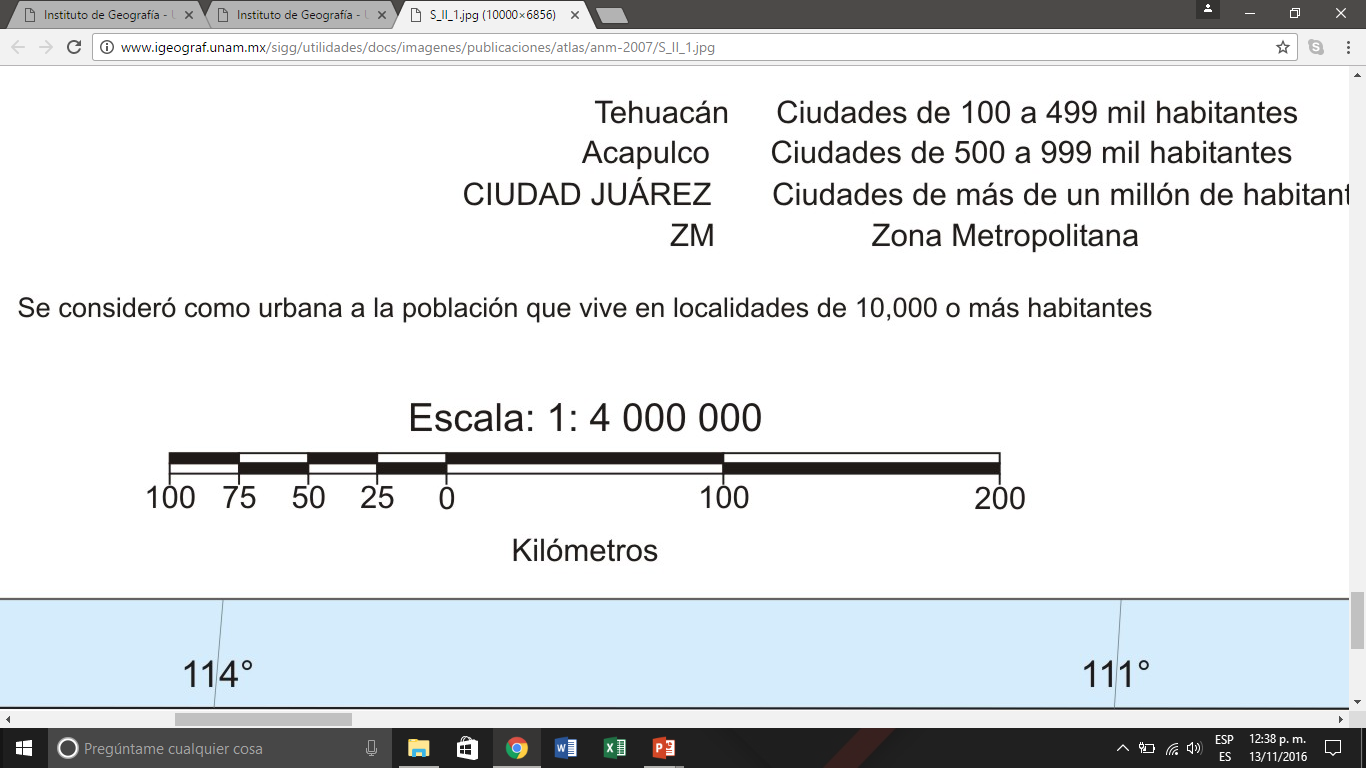 Instituto de Geografía - U
Instituto de Geografía - U
S_II_1.jpg (10000×6856)
www.igeograf.unam.mx/sigg/utilidades/docs/imagenes/publicaciones/atlas/anm-2007/S_II_1.jpg
Tehuacán Ciudades de 100 a 499 mil habitantes
Acapulco Ciudades de 500 a 999 mil habitantes
CIUDAD JUÁREZ Ciudades de más de un millón de habitant
ZM Zona Metropolitana
Se consideró como urbana a la población que vive en localidades de 10,000 o más habitantes
Escala: 1: 4 000 000
100 75 50 25 0 100 200
Kilómetros
114° 111°
Pregúntame cualquier cosa
ESP 12:38 p. m.
ES 13/11/2016